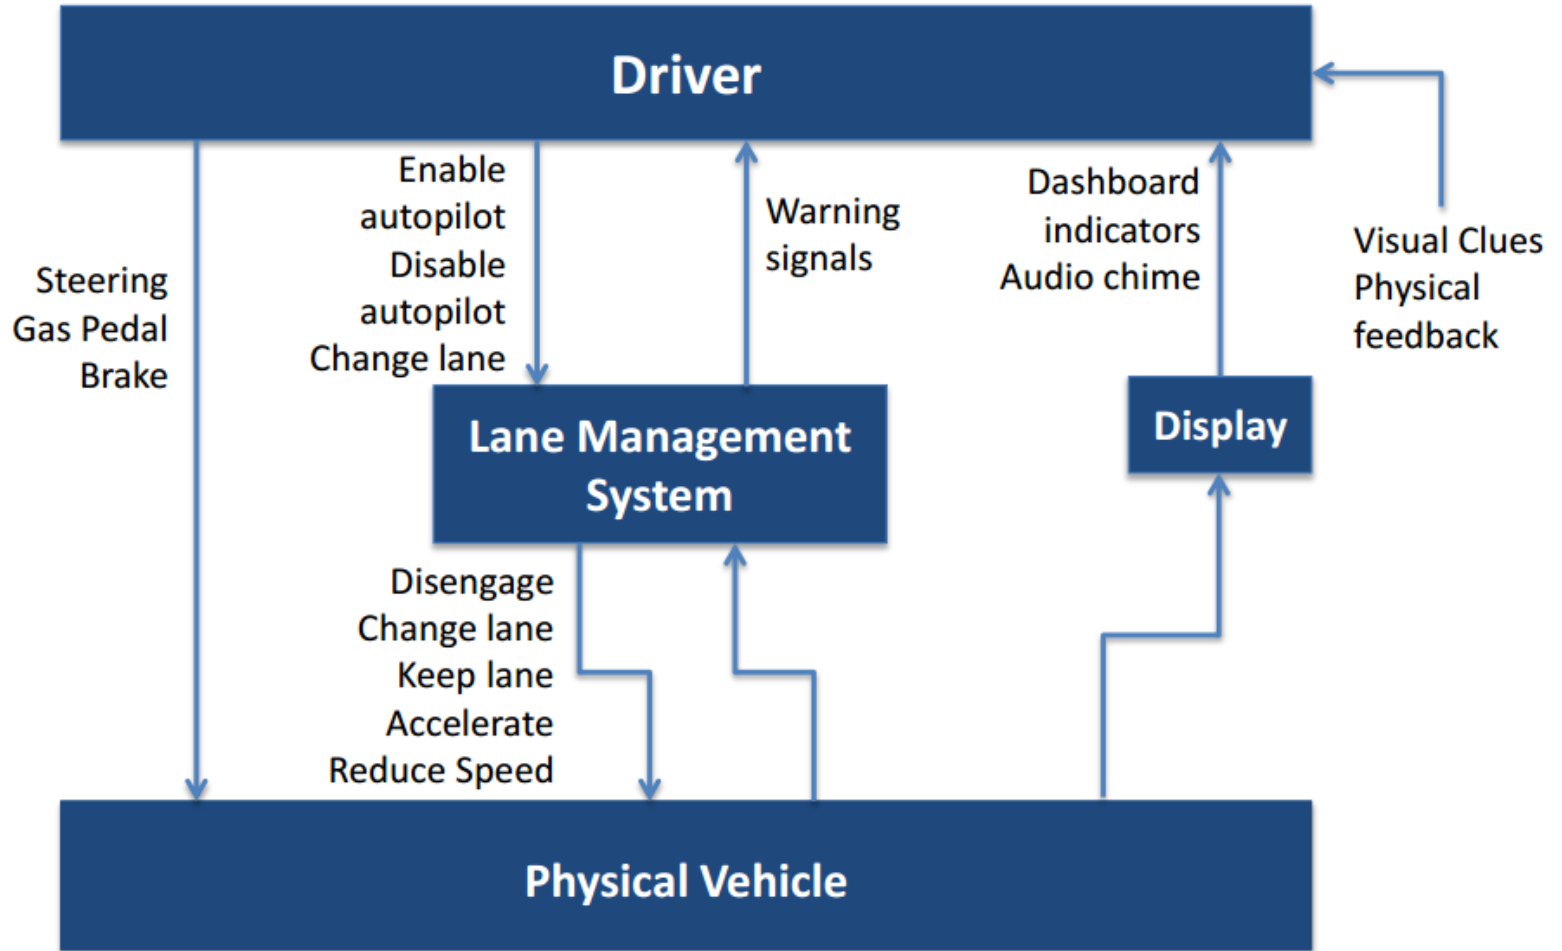 Driver
Enable
autopilot
Disable
autopilot
Change lane
Warning
signals
Dashboard
indicators
Audio chime
Visual Clues
Physical
feedback
Steering
Gas Pedal
Brake
Lane Management
System
Display
Disengage
Change lane
Keep lane
Accelerate
Reduce Speed
Physical Vehicle